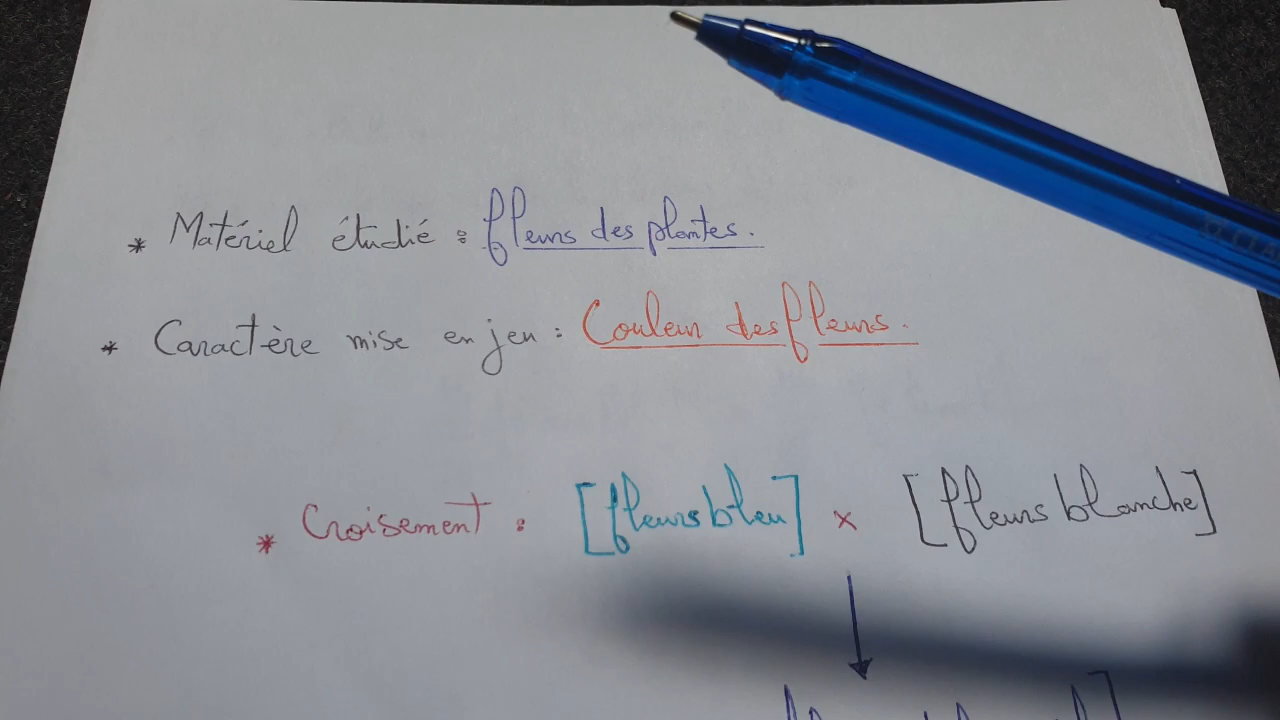 * Matériel étudié : fleurs des plantes.
* Caractère mise en jeu : Couleur des fleurs.
* Croisement : [fleurs bleu] x [fleurs blanche]